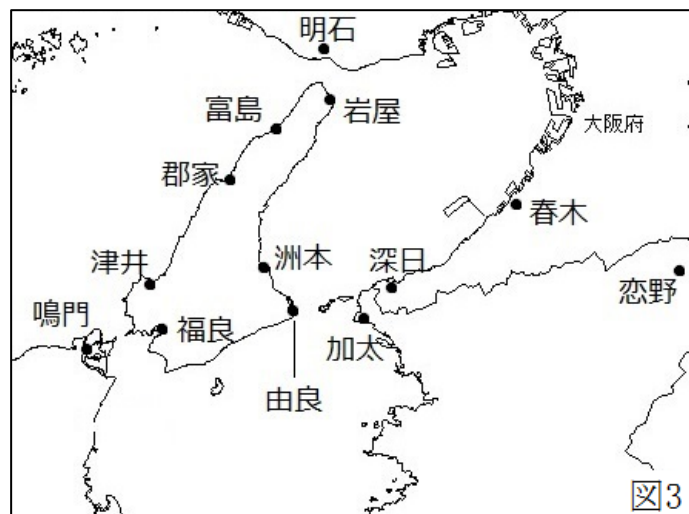 明石
富島
岩屋
大阪府
郡家
春木
津井
洲本
深日
恋野
鳴門
福良
加太
由良
図3